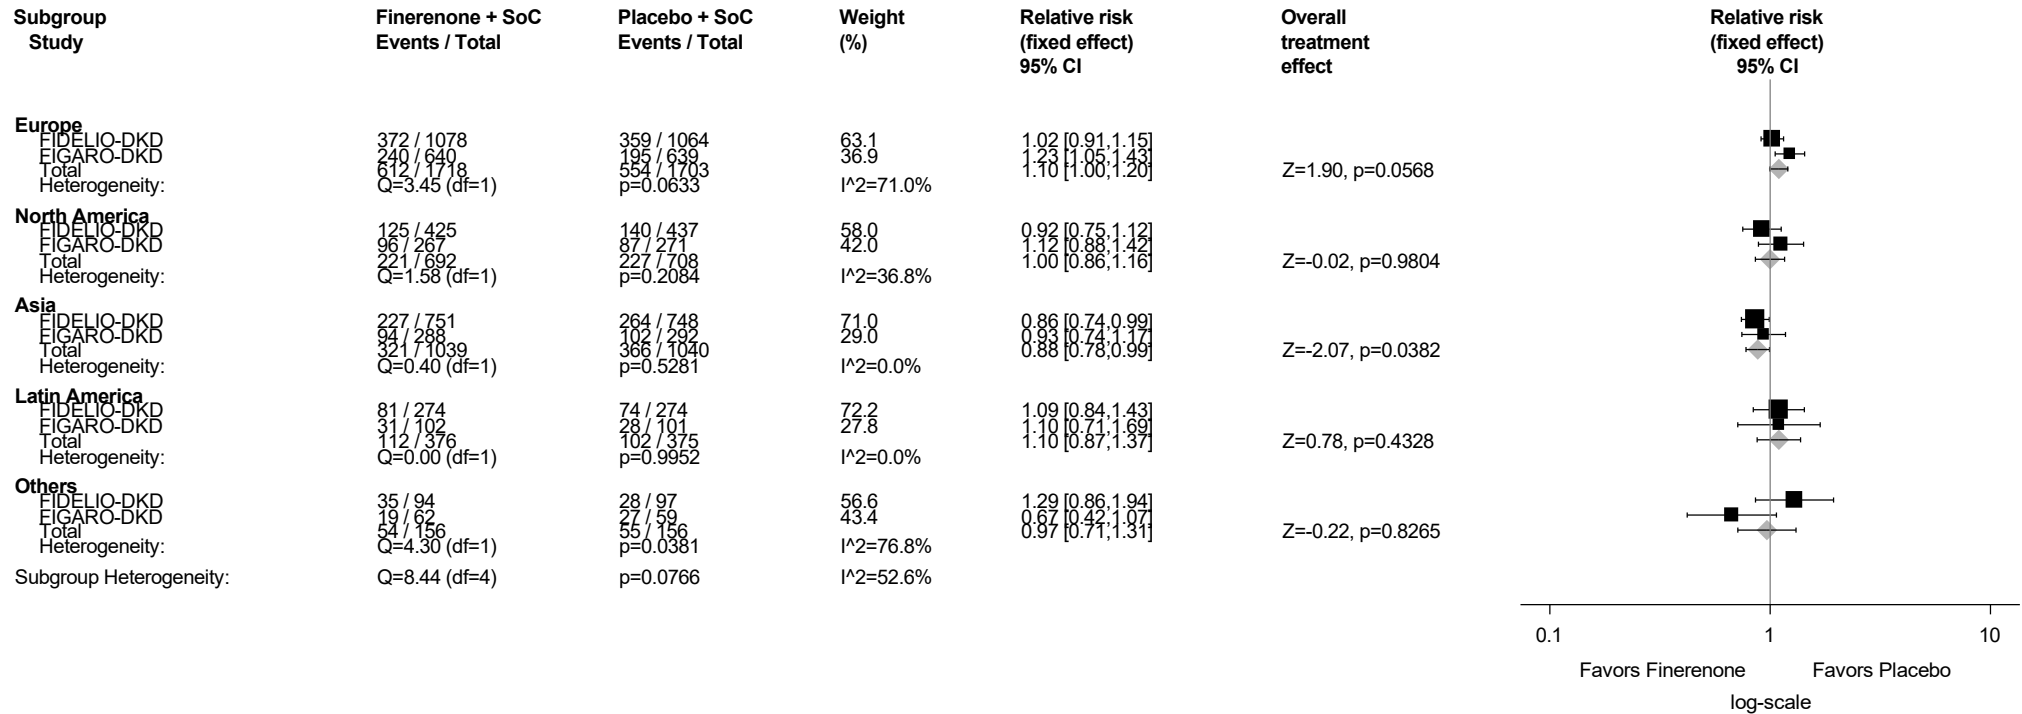 Subgroup Finerenone + SoC Placebo + SoC Weight Relative risk Overall Relative risk
Study Events / Total Events / Total (%) (fixed effect) treatment (fixed effect)
95% CI effect 95% CI
Europe
FIDELIO-DKD 372 / 1078 359 / 1064 63.1 1.02 [0.91,1.15]
FIGARO-DKD 240 / 640 195 / 639 36.9 1.23 [1.05,1.43]
Total 612 / 1718 554 / 1703 1.10 [1.00,1.20] Z=1.90, p=0.0568
Heterogeneity: Q=3.45 (df=1) p=0.0633 I^2=71.0%
North America
FIDELIO-DKD 125 / 425 140 / 437 58.0 0.92 [0.75,1.12]
FIGARO-DKD 96 / 267 87 / 271 42.0 1.12 [0.88,1.42]
Total 221 / 692 227 / 708 1.00 [0.86,1.16] Z=-0.02, p=0.9804
Heterogeneity: Q=1.58 (df=1) p=0.2084 I^2=36.8%
Asia
FIDELIO-DKD 227 / 751 264 / 748 71.0 0.86 [0.74,0.99]
FIGARO-DKD 94 / 288 102 / 292 29.0 0.93 [0.74,1.17]
Total 321 / 1039 366 / 1040 0.88 [0.78,0.99] Z=-2.07, p=0.0382
Heterogeneity: Q=0.40 (df=1) p=0.5281 I^2=0.0%
Latin America
FIDELIO-DKD 81 / 274 74 / 274 72.2 1.09 [0.84,1.43]
FIGARO-DKD 31 / 102 28 / 101 27.8 1.10 [0.71,1.69]
Total 112 / 376 102 / 375 1.10 [0.87,1.37] Z=0.78, p=0.4328
Heterogeneity: Q=0.00 (df=1) p=0.9952 I^2=0.0%
Others
FIDELIO-DKD 35 / 94 28 / 97 56.6 1.29 [0.86,1.94]
FIGARO-DKD 19 / 62 27 / 59 43.4 0.67 [0.42,1.07]
Total 54 / 156 55 / 156 0.97 [0.71,1.31] Z=-0.22, p=0.8265
Heterogeneity: Q=4.30 (df=1) p=0.0381 I^2=76.8%
Subgroup Heterogeneity: Q=8.44 (df=4) p=0.0766 I^2=52.6%
0.1 1 10
Favors Finerenone Favors Placebo
log-scale